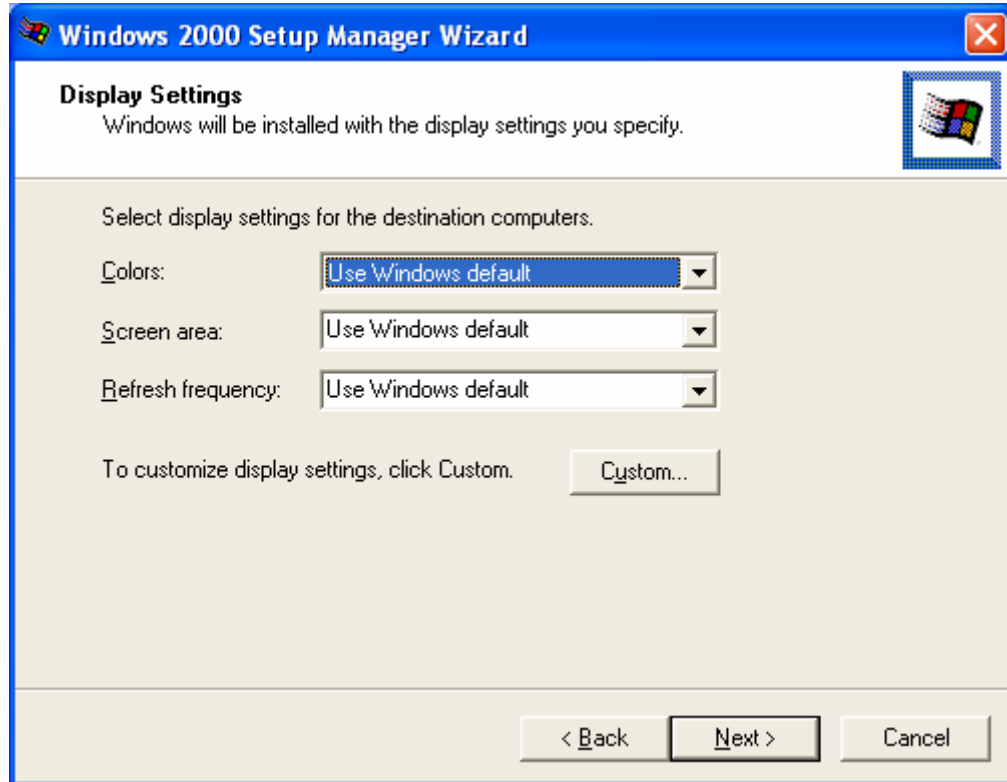 Windows 2000 Setup Manager Wizard
Display Settings
Windows will be installed with the display settings you specify.
Select display settings for the destination computers.
Colors: Use Windows default
Screen area: Use Windows default
Refresh frequency: Use Windows default
To customize display settings, click Custom. Custom...
< Back Next > Cancel